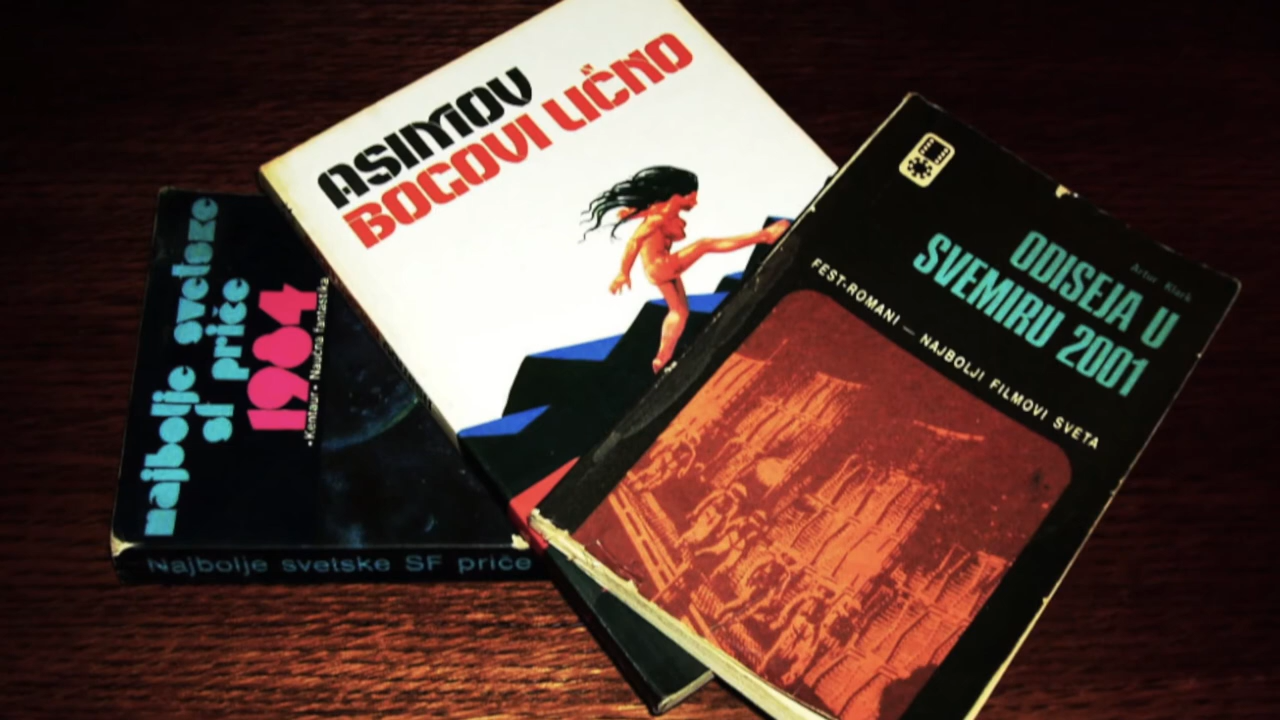 najbolje svetske
sf priče
1984
•Kentaur• Naučna fantastika
Najbolje svetske SF priče
ASIMOV
BOGOVI LIČNO
Artur Klark
ODISEJA U
SVEMIRU 2001
FEST-ROMANI — NAJBOLJI FILMOVI SVETA